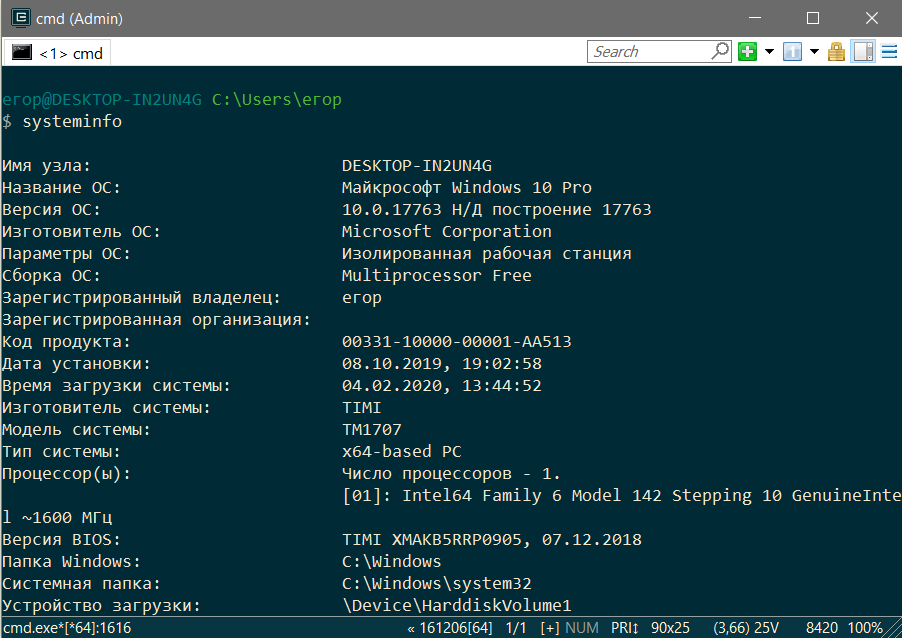 cmd (Admin)
<1> cmd
Search
егор@DESKTOP-IN2UN4G C:\Users\егор
$ systeminfo
Имя узла: DESKTOP-IN2UN4G
Название ОС: Майкрософт Windows 10 Pro
Версия ОС: 10.0.17763 Н/Д построение 17763
Изготовитель ОС: Microsoft Corporation
Параметры ОС: Изолированная рабочая станция
Сборка ОС: Multiprocessor Free
Зарегистрированный владелец: егор
Зарегистрированная организация:
Код продукта: 00331-10000-00001-AA513
Дата установки: 08.10.2019, 19:02:58
Время загрузки системы: 04.02.2020, 13:44:52
Изготовитель системы: TIMI
Модель системы: TM1707
Тип системы: x64-based PC
Процессор(ы): Число процессоров - 1.
[01]: Intel64 Family 6 Model 142 Stepping 10 GenuineInte
l ~1600 МГц
Версия BIOS: TIMI XMAKB5RRP0905, 07.12.2018
Папка Windows: C:\Windows
Системная папка: C:\Windows\system32
Устройство загрузки: \Device\HarddiskVolume1
cmd.exe*[*64]:1616 « 161206[64] 1/1 [+] NUM PRI↕ 90x25 (3,66) 25V 8420 100%